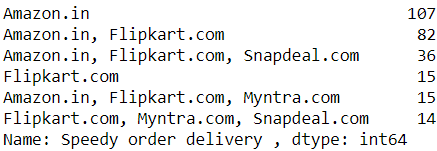 Amazon.in 107
Amazon.in, Flipkart.com 82
Amazon.in, Flipkart.com, Snapdeal.com 36
Flipkart.com 15
Amazon.in, Flipkart.com, Myntra.com 15
Flipkart.com, Myntra.com, Snapdeal.com 14
Name: Speedy order delivery , dtype: int64